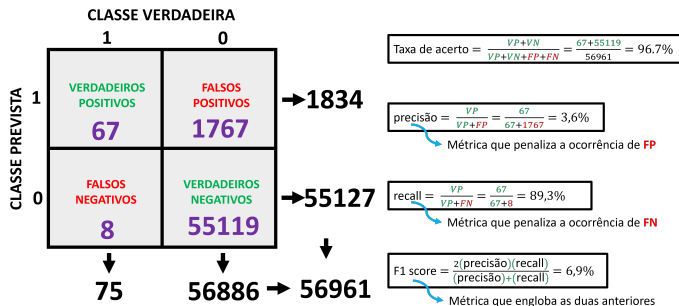 CLASSE VERDADEIRA
1 0
CLASSE PREVISTA
1
VERDADEIROS
POSITIVOS
67
FALSOS
POSITIVOS
1767
1834
0
FALSOS
NEGATIVOS
8
VERDADEIROS
NEGATIVOS
55119
55127
75 56886 56961
Taxa de acerto = VP+VN / VP+VN+FP+FN = 67+55119 / 56961 = 96.7%
precisão = VP / VP+FP = 67 / 67+1767 = 3,6%
Métrica que penaliza a ocorrência de FP
recall = VP / VP+FN = 67 / 67+8 = 89,3%
Métrica que penaliza a ocorrência de FN
F1 score = 2(precisão)(recall) / (precisão)+(recall) = 6,9%
Métrica que engloba as duas anteriores